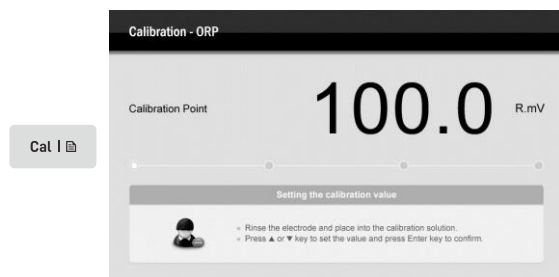 Calibration - ORP
Calibration Point
100.0
R.mV
Cal
Setting the calibration value
Rinse the electrode and place into the calibration solution.
Press ▲ or ▼ key to set the value and press Enter key to confirm.